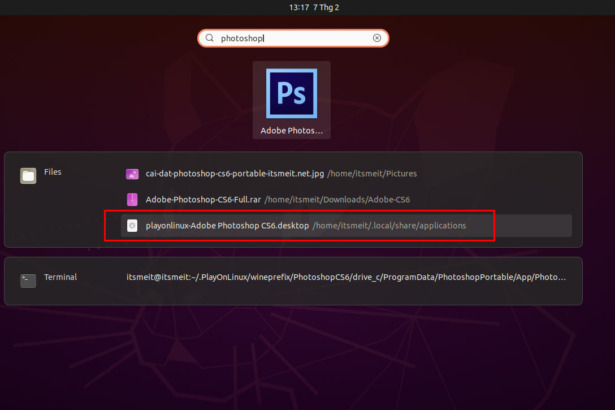 13:17 7 Thg 2
photoshop
Ps
Adobe Photos...
Files
cai-dat-photoshop-cs6-portable-itsmeit.net.jpg /home/itsmeit/Pictures
Adobe-Photoshop-CS6-Full.rar /home/itsmeit/Downloads/Adobe-CS6
playonlinux-Adobe Photoshop CS6.desktop /home/itsmeit/.local/share/applications
Terminal
itsmeit@itsmeit:~/.PlayOnLinux/wineprefix/PhotoshopCS6/drive_c/ProgramData/PhotoshopPortable/App/Photo...